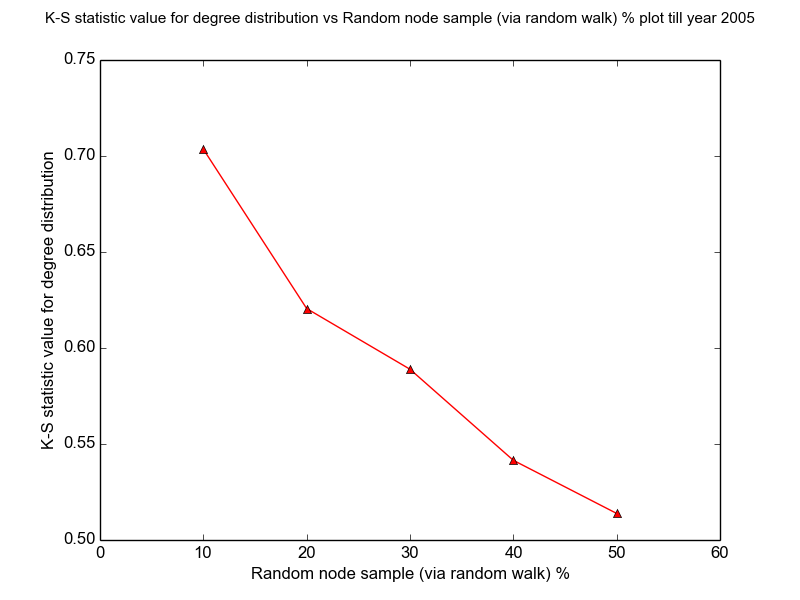 K-S statistic value for degree distribution vs Random node sample (via random walk) % plot till year 2005
K-S statistic value for degree distribution
0.75
0.70
0.65
0.60
0.55
0.50
0 10 20 30 40 50 60
Random node sample (via random walk) %